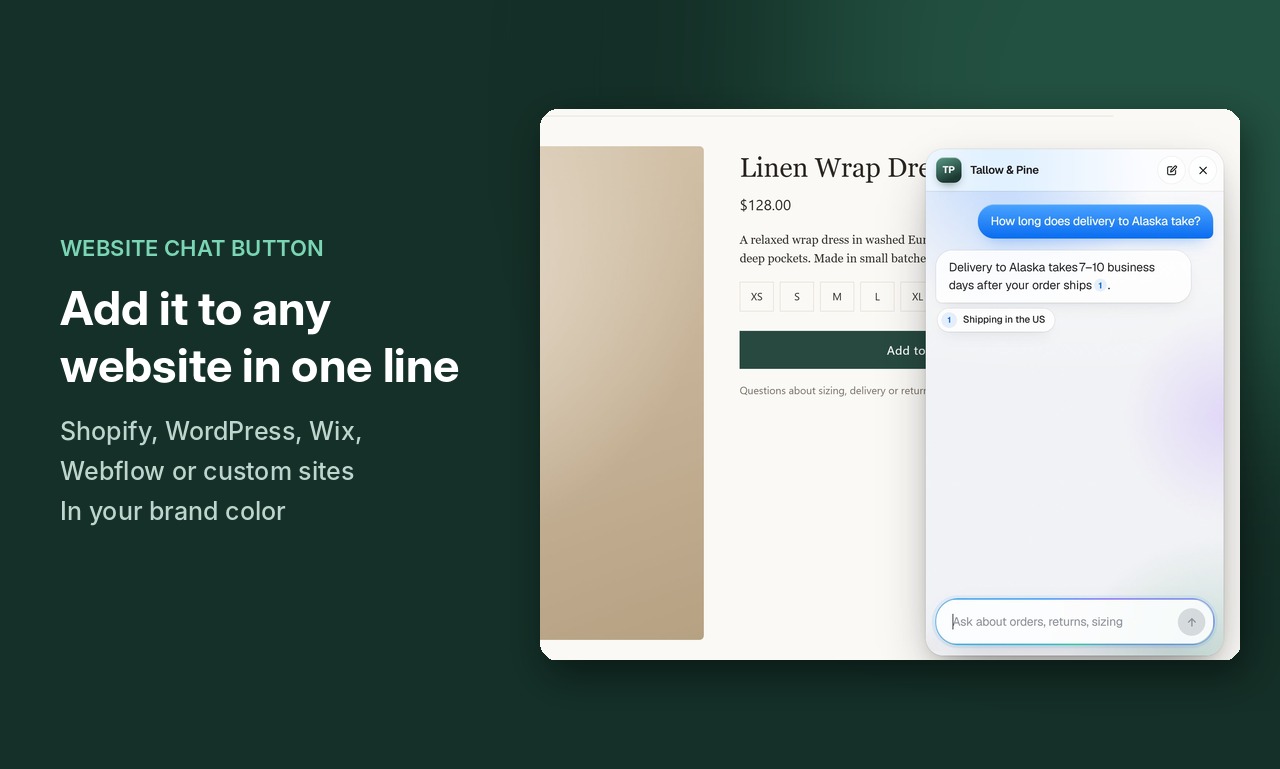 WEBSITE CHAT BUTTON
Add it to any
website in one line
Shopify, WordPress, Wix,
Webflow or custom sites
In your brand color
Linen Wrap Dre
$128.00
A relaxed wrap dress in washed Eur
deep pockets. Made in small batche
XS S M L XL
Add to
Questions about sizing, delivery or return
TP Tallow & Pine
How long does delivery to Alaska take?
Delivery to Alaska takes 7–10 business
days after your order ships 1 .
1 Shipping in the US
Ask about orders, returns, sizing